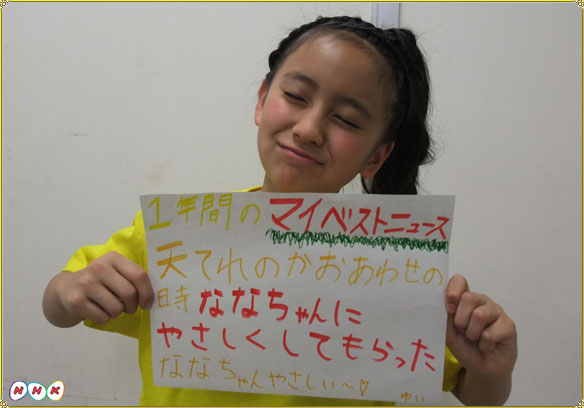 1年間のマイベストニュース
天てれのかおあわせの
時ななちゃんに
やさしくしてもらった
ななちゃんやさしい〜♡
ゆい
NHK